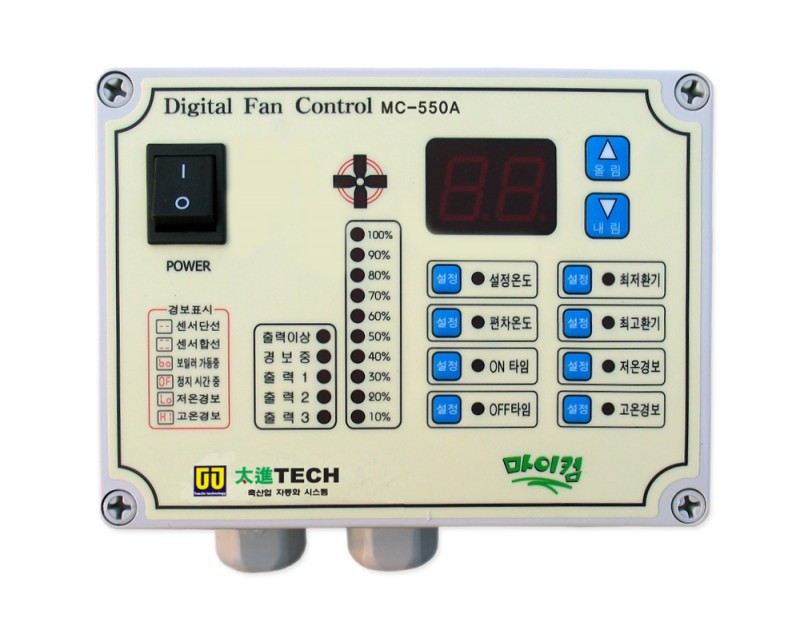 Digital Fan Control MC-550A
POWER
8.8.
올 림
내 림
100%
90%
80%
70%
60%
50%
40%
30%
20%
10%
설정 설정온도
설정 편차온도
설정 ON 타임
설정 OFF타임
설정 최저환기
설정 최고환기
설정 저온경보
설정 고온경보
경보표시
-- 센서단선
센서합선
bo 보일러 가동중
OF 정지 시간 중
Lo 저온경보
HI 고온경보
출력이상
경 보 중
출 력 1
출 력 2
출 력 3
太進TECH
축산업 자동화 시스템
마이컴